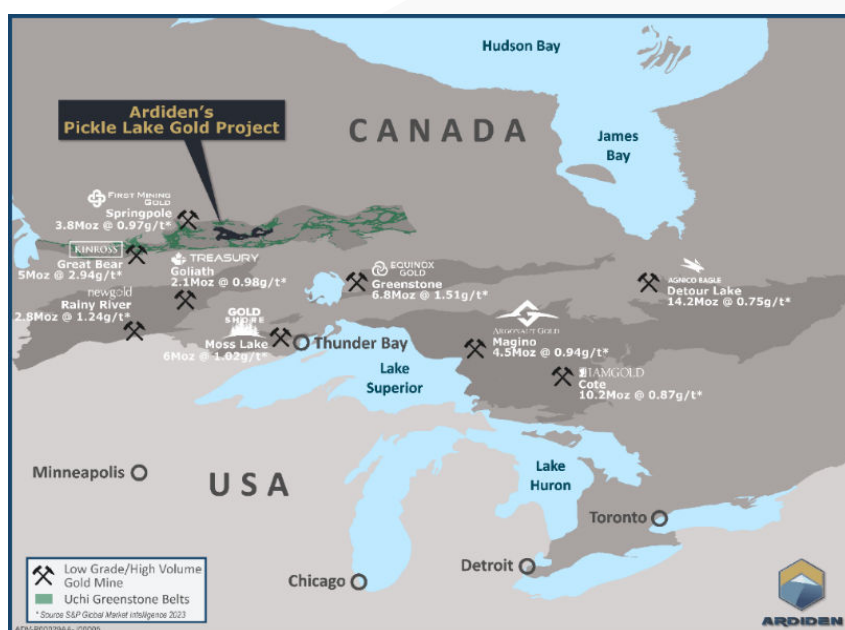 Hudson Bay
Ardiden's
Pickle Lake Gold Project
CANADA
James
Bay
FIRST MINING
GOLD
Springpole
3.8Moz @ 0.97g/t*
KINROSS
Great Bear
5Moz @ 2.94g/t*
TREASURY
Goliath
2.1Moz @ 0.98g/t*
EQUINOX
GOLD
Greenstone
6.8Moz @ 1.51g/t*
AGNICO EAGLE
Detour Lake
14.2Moz @ 0.75g/t*
newgold
Rainy River
2.8Moz @ 1.24g/t*
GOLD
SHORE
Moss Lake
6Moz @ 1.02g/t*
Thunder Bay
ARGONAUT GOLD
Magino
4.5Moz @ 0.94g/t*
IAMGOLD
Cote
10.2Moz @ 0.87g/t*
Lake
Superior
Minneapolis
USA
Lake
Huron
Toronto
Detroit
Chicago
Low Grade/High Volume
Gold Mine
Uchi Greenstone Belts
* Source S&P Global Market Intelligence 2023
ARDIDEN